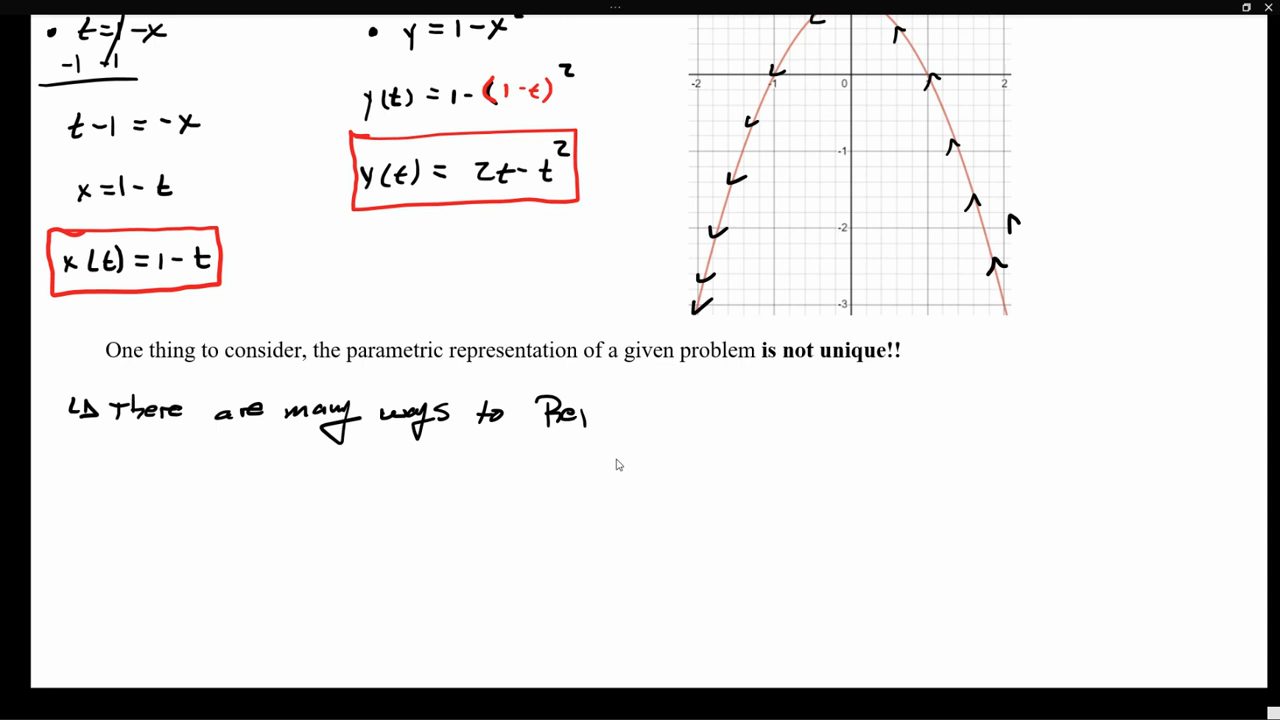 t = 1 - x
-1 -1
t - 1 = - x
x = 1 - t
x(t) = 1 - t
y = 1 - x²
y(t) = 1 - (1-t)²
y(t) = 2t - t²
-2 -1 0 1 2
-1
-2
-3
One thing to consider, the parametric representation of a given problem is not unique!!
There are many ways to